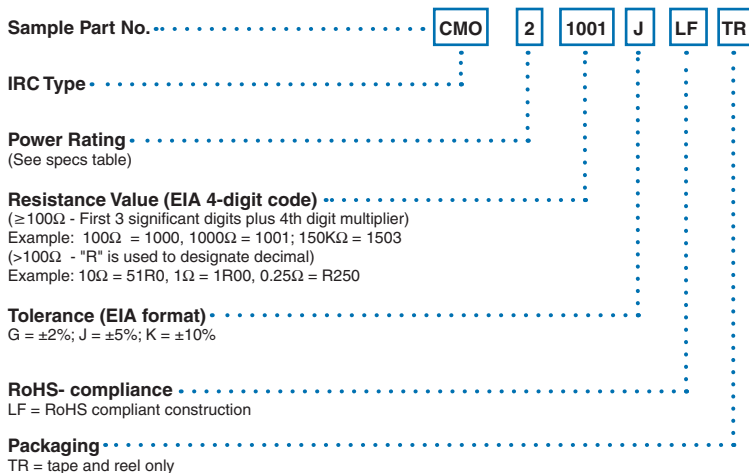 Sample Part No. CMO 2 1001 J LF TR
IRC Type
Power Rating
(See specs table)
Resistance Value (EIA 4-digit code)
(≥100Ω - First 3 significant digits plus 4th digit multiplier)
Example: 100Ω = 1000, 1000Ω = 1001; 150KΩ = 1503
(>100Ω - "R" is used to designate decimal)
Example: 10Ω = 51R0, 1Ω = 1R00, 0.25Ω = R250
Tolerance (EIA format)
G = ±2%; J = ±5%; K = ±10%
RoHS- compliance
LF = RoHS compliant construction
Packaging
TR = tape and reel only